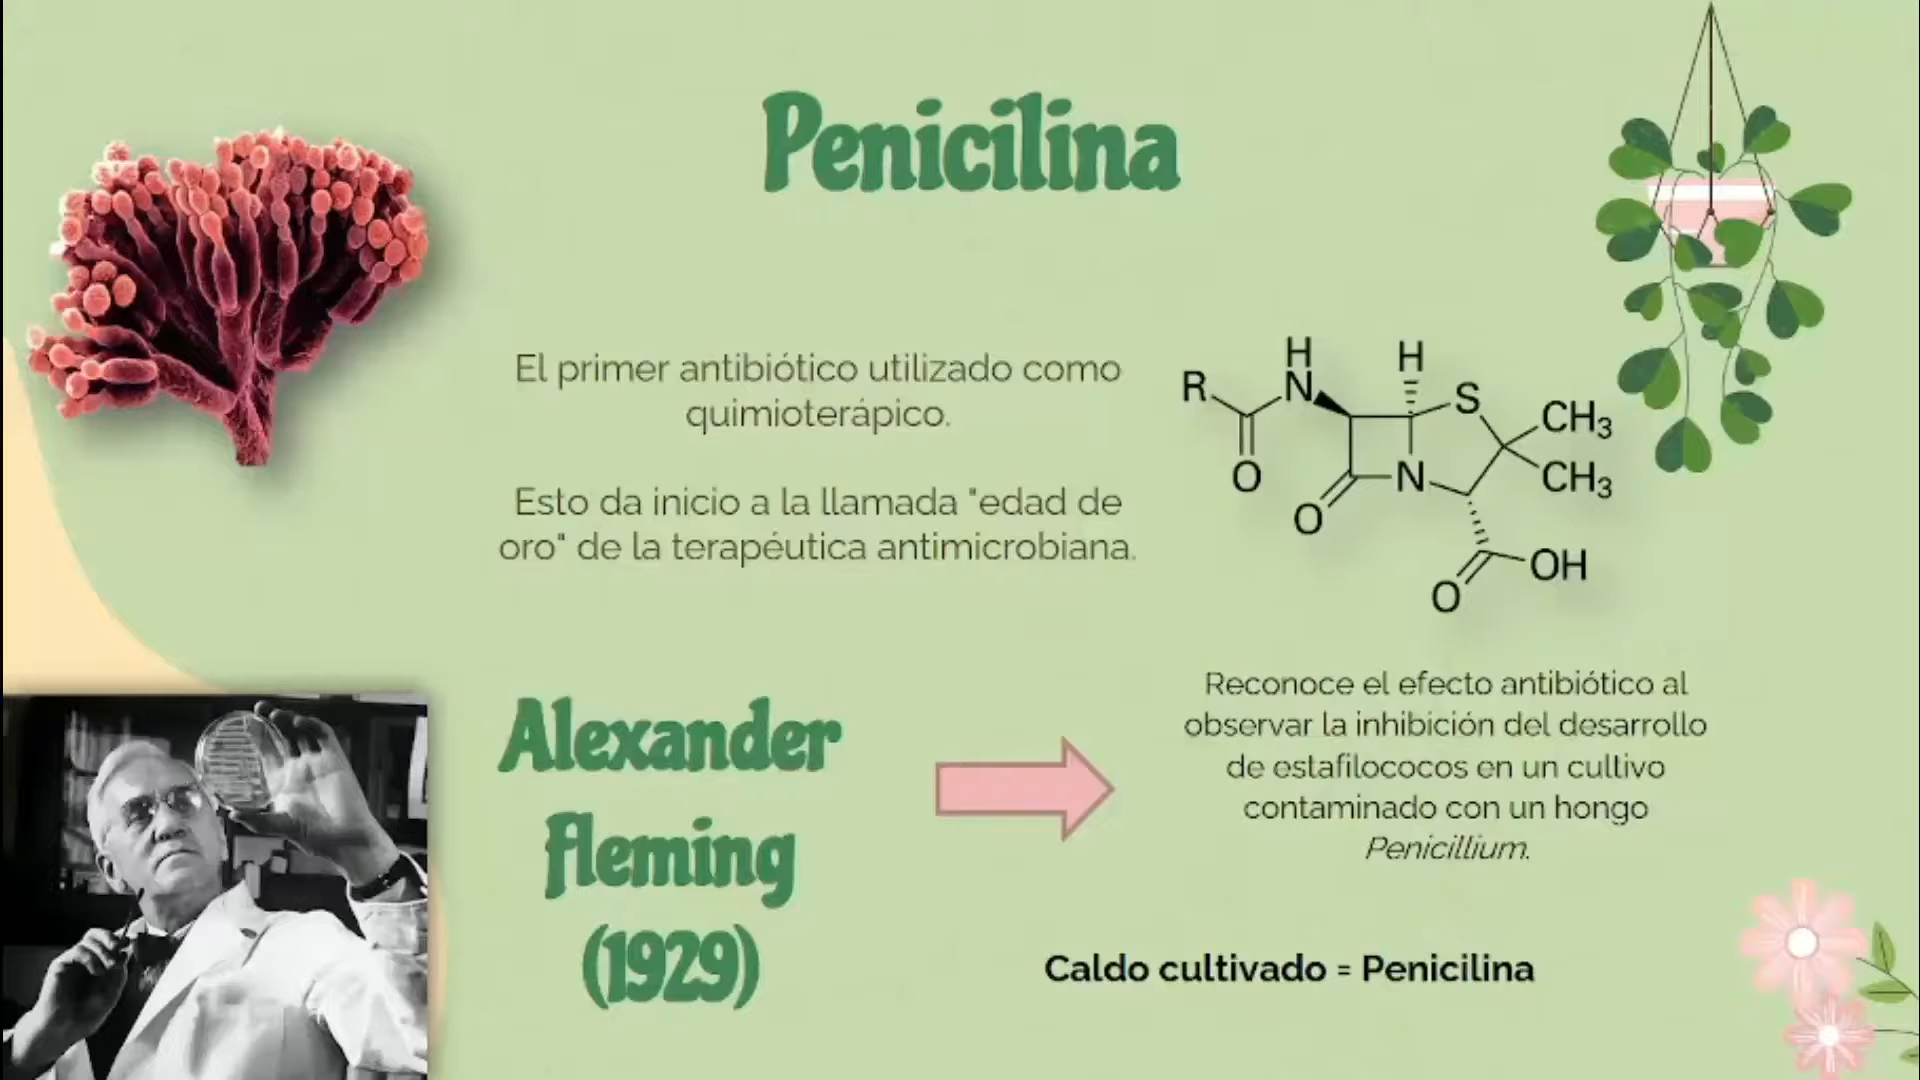 Penicilina
El primer antibiótico utilizado como
quimioterápico.
Esto da inicio a la llamada "edad de
oro" de la terapéutica antimicrobiana.
R
H
N
H
S
CH₃
CH₃
N
O
O
OH
O
Alexander
Fleming
(1929)
Reconoce el efecto antibiótico al
observar la inhibición del desarrollo
de estafilococos en un cultivo
contaminado con un hongo
Penicillium.
Caldo cultivado = Penicilina